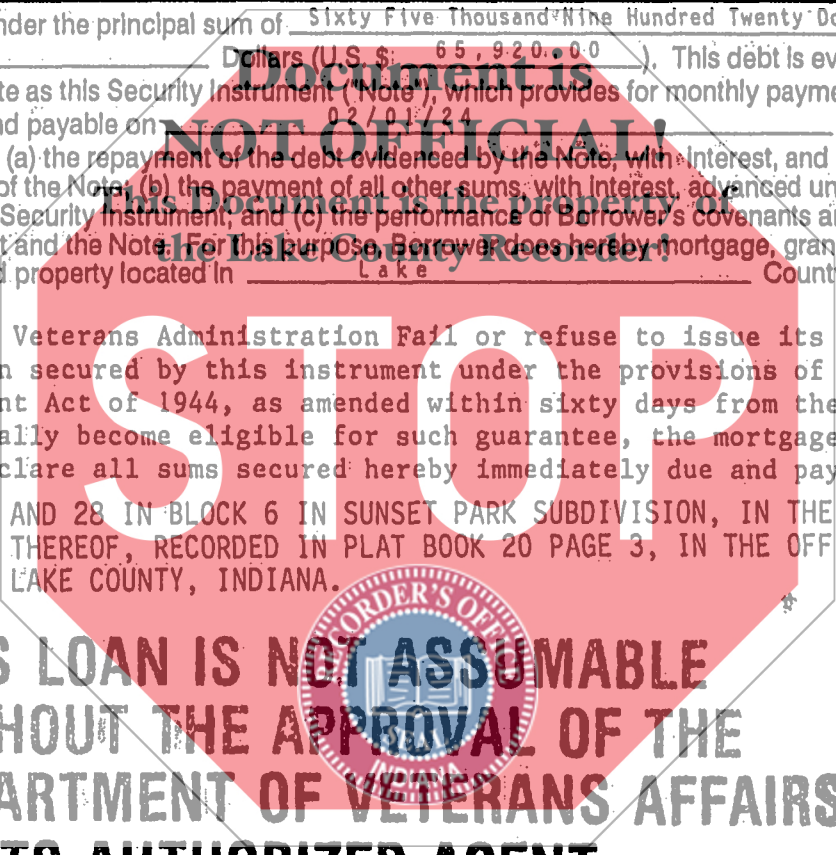 nder the principal sum of Sixty Five Thousand Nine Hundred Twenty Do
Dollars (U.S. $ 65,920.00 ). This debt is ev
te as this Security Instrument ("Note"), which provides for monthly payme
nd payable on 02/01/24
(a) the repayment of the debt evidenced by the Note, with interest, and
of the Note; (b) the payment of all other sums, with interest, advanced un
Security Instrument; and (c) the performance of Borrower's covenants a
t and the Note. For this purpose, Borrower does hereby mortgage, gran
d property located in Lake Count
Document is
NOT OFFICIAL!
This Document is the property of
the Lake County Recorder!
STOP
Veterans Administration Fail or refuse to issue its
n secured by this instrument under the provisions of
nt Act of 1944, as amended within sixty days from the
ally become eligible for such guarantee, the mortgage
clare all sums secured hereby immediately due and pay
AND 28 IN BLOCK 6 IN SUNSET PARK SUBDIVISION, IN THE
THEREOF, RECORDED IN PLAT BOOK 20 PAGE 3, IN THE OFF
LAKE COUNTY, INDIANA.
RECORDER'S OFFIC
SEAL
INDIANA
S LOAN IS NOT ASSUMABLE
HOUT THE APPROVAL OF THE
ARTMENT OF VETERANS AFFAIRS
TS AUTHORIZED AGENT